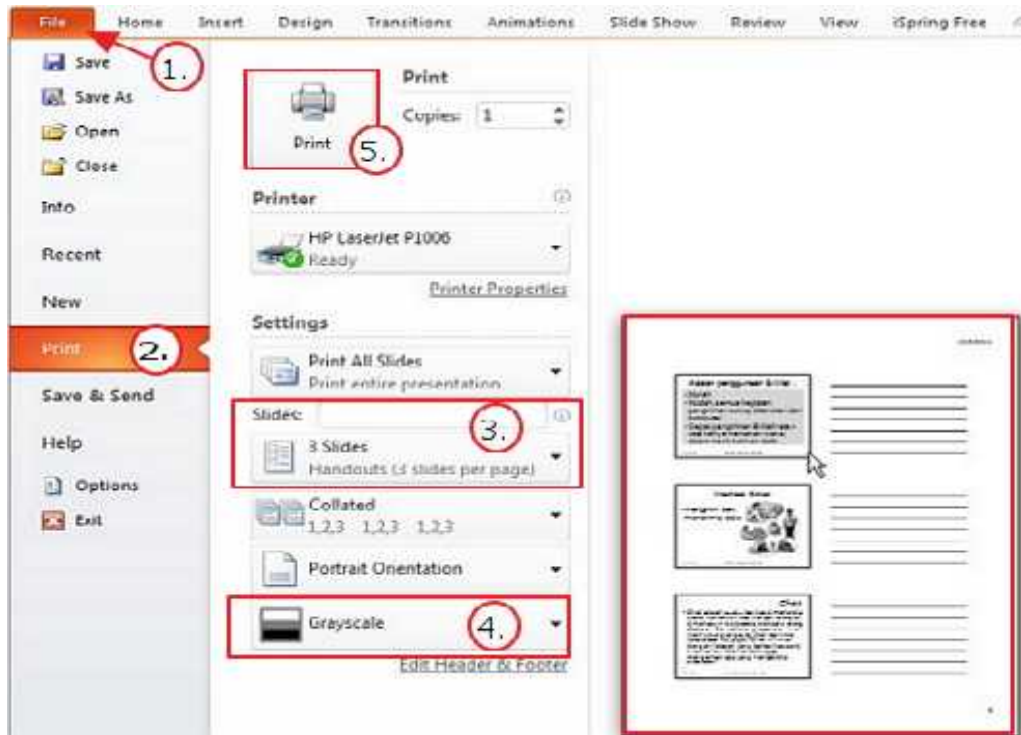 File Home Insert Design Transitions Animations Slide Show Review View iSpring Free
1.
Save
Save As
Open
Close
Info
Recent
New
Print
2.
Save & Send
Help
Options
Exit
Print
5.
Print
Copies: 1
Printer
HP LaserJet P1006
Ready
Printer Properties
Settings
Print All Slides
Print entire presentation
Slides:
3.
3 Slides
Handouts (3 slides per page)
Collated
1,2,3 1,2,3 1,2,3
Portrait Orientation
Grayscale
4.
Edit Header & Footer
Chat